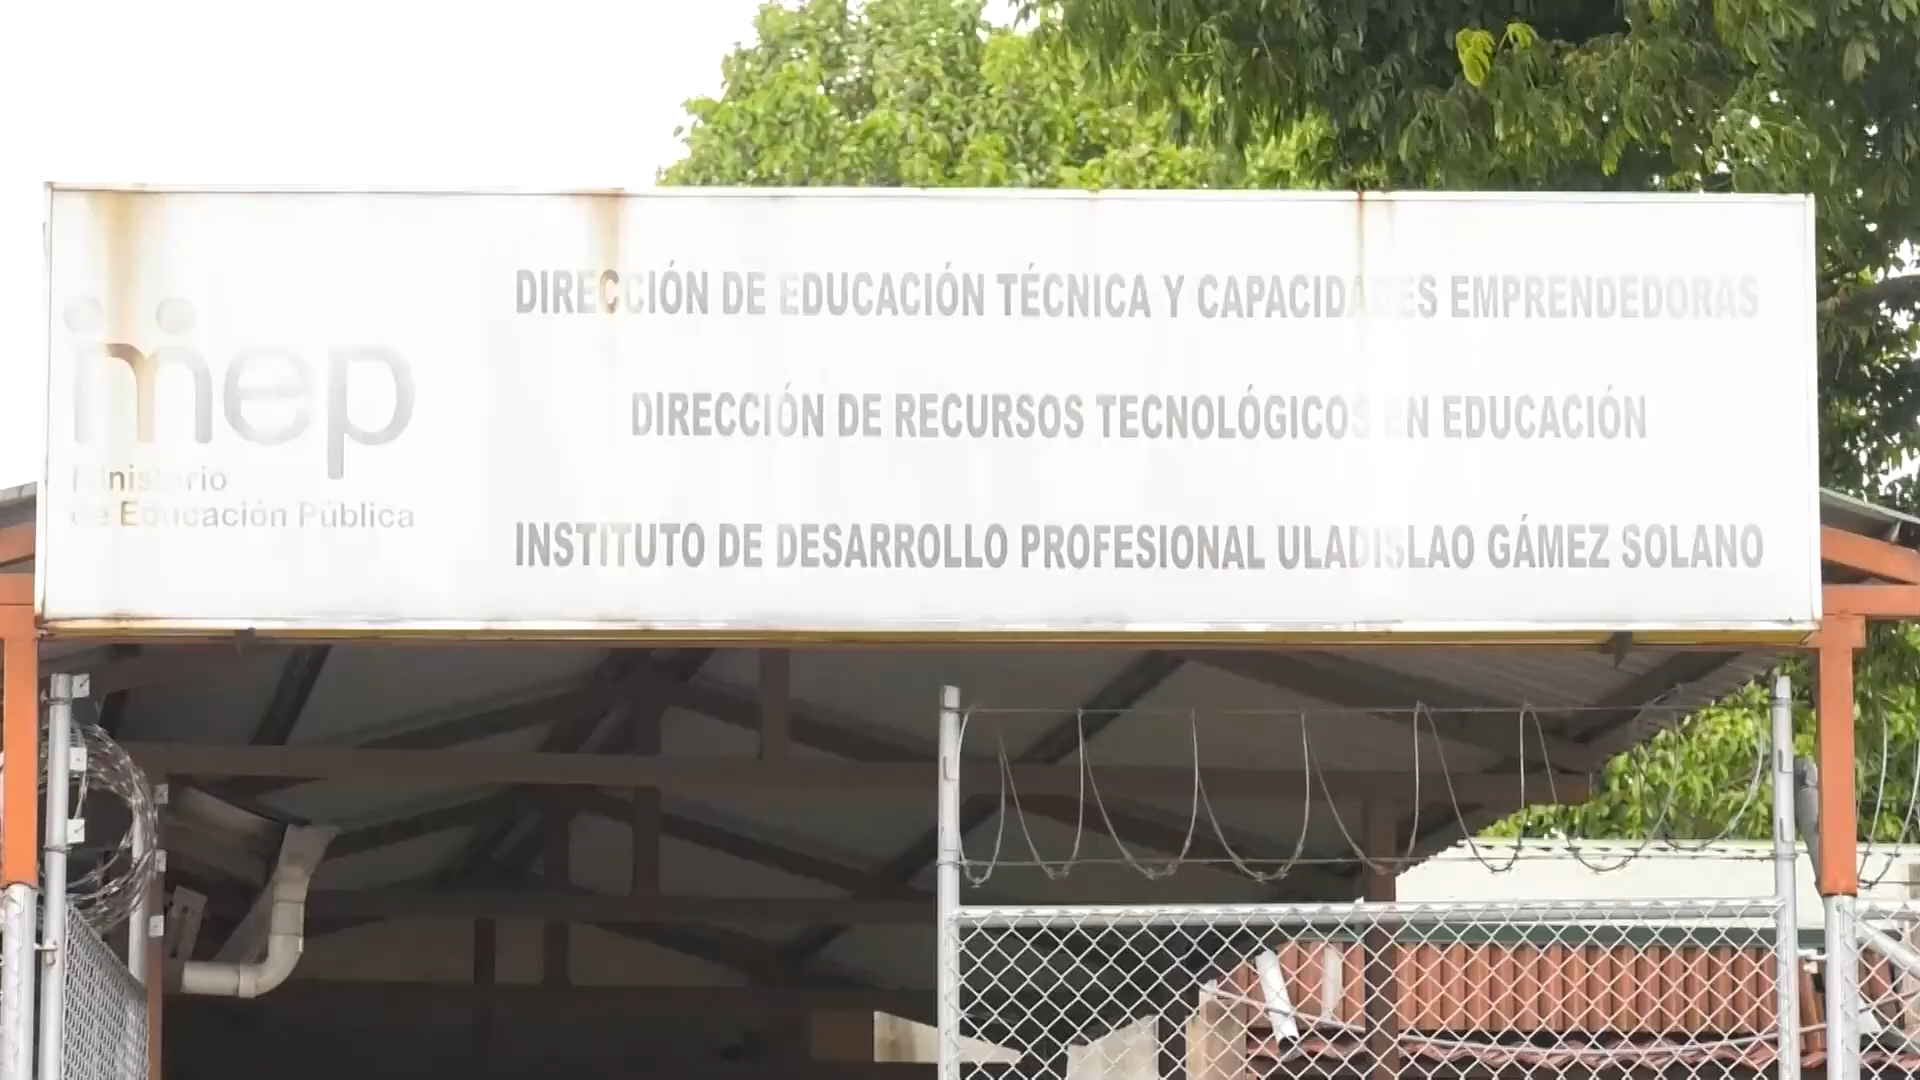 mep
Ministerio
de Educación Pública
DIRECCIÓN DE EDUCACIÓN TÉCNICA Y CAPACIDADES EMPRENDEDORAS
DIRECCIÓN DE RECURSOS TECNOLÓGICOS EN EDUCACIÓN
INSTITUTO DE DESARROLLO PROFESIONAL ULADISLAO GÁMEZ SOLANO